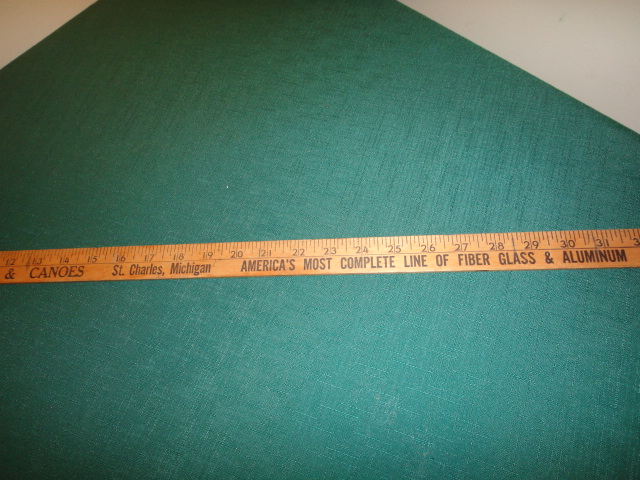 12 13 14 15 16 17 18 19 20 21 22 23 24 25 26 27 28 29 30 31 3
& CANOES St. Charles, Michigan AMERICA'S MOST COMPLETE LINE OF FIBER GLASS & ALUMINUM